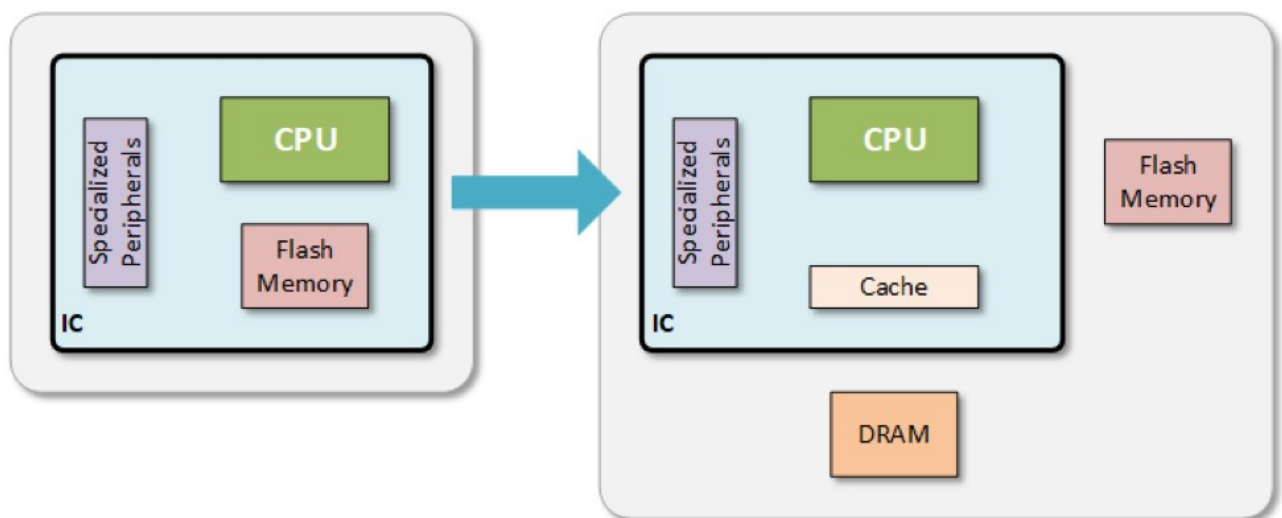 Specialized
Peripherals
CPU
Flash
Memory
IC
Specialized
Peripherals
CPU
Cache
IC
Flash
Memory
DRAM